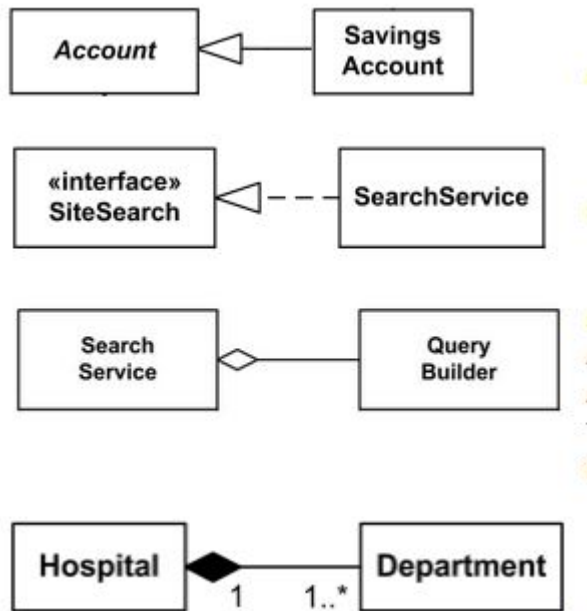 Account
Savings
Account
«interface»
SiteSearch
SearchService
Search
Service
Query
Builder
Hospital
Department
1
1..*